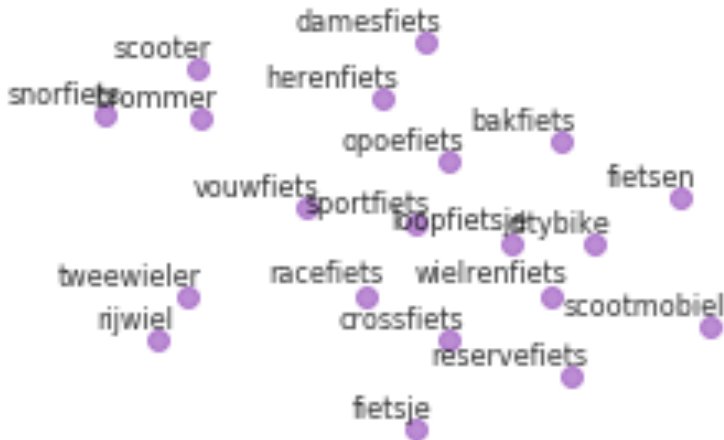 damesfiets
scooter
herenfiets
snorfiets
brommer
bakfiets
opoefiets
fietsen
vouwfiets
sportfiets
loopfietsje
citybike
tweewieler
racefiets
wielrenfiets
scootmobiel
rijwiel
crossfiets
reservefiets
fietsje